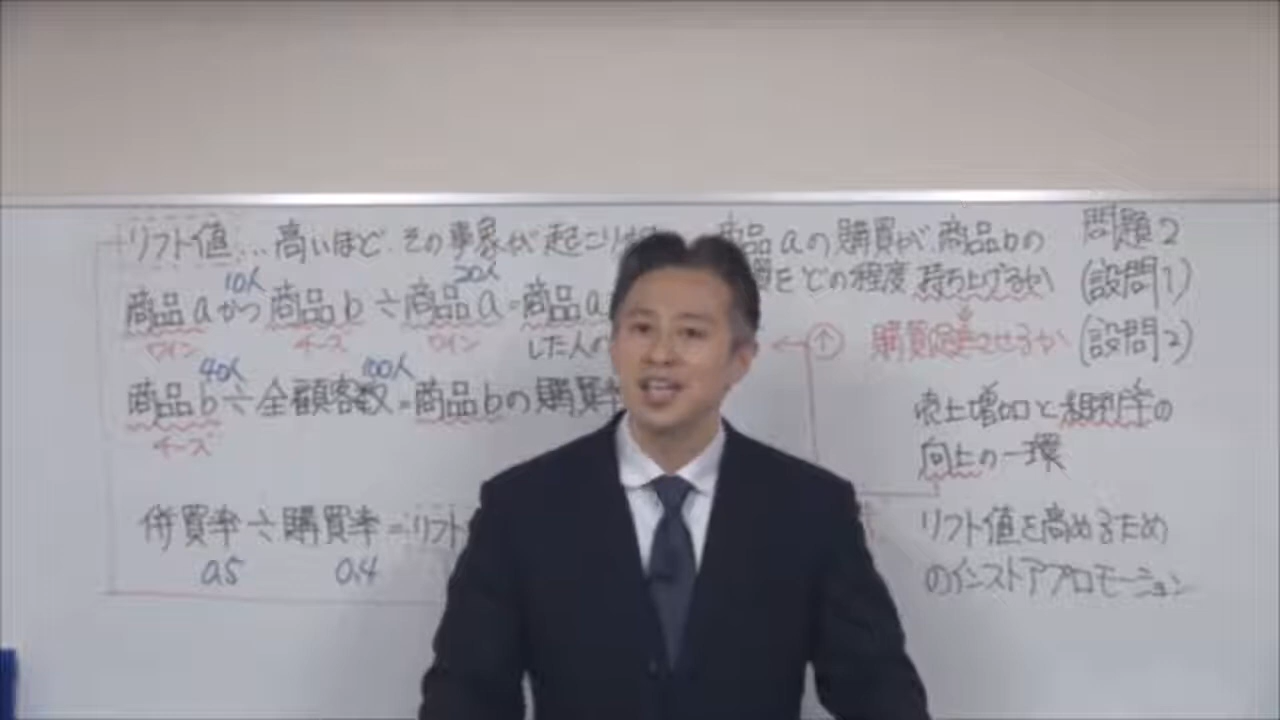 リフト値…高いほど、その事象が起こり 商品aの購買が、商品bの 問題2
をどの程度持ち上げるか (設問1)
10人 20人
商品aかつ商品b÷商品a=商品a
ワイン チーズ ワイン した人の ↑ 購買促進させるか (設問2)
40人 100人
商品b÷全顧客数=商品bの購買率
チーズ
売上増加と粗利率の
向上の一環
併買率÷購買率=リフト
0.5 0.4
リフト値を高めるため
のインストアプロモーション